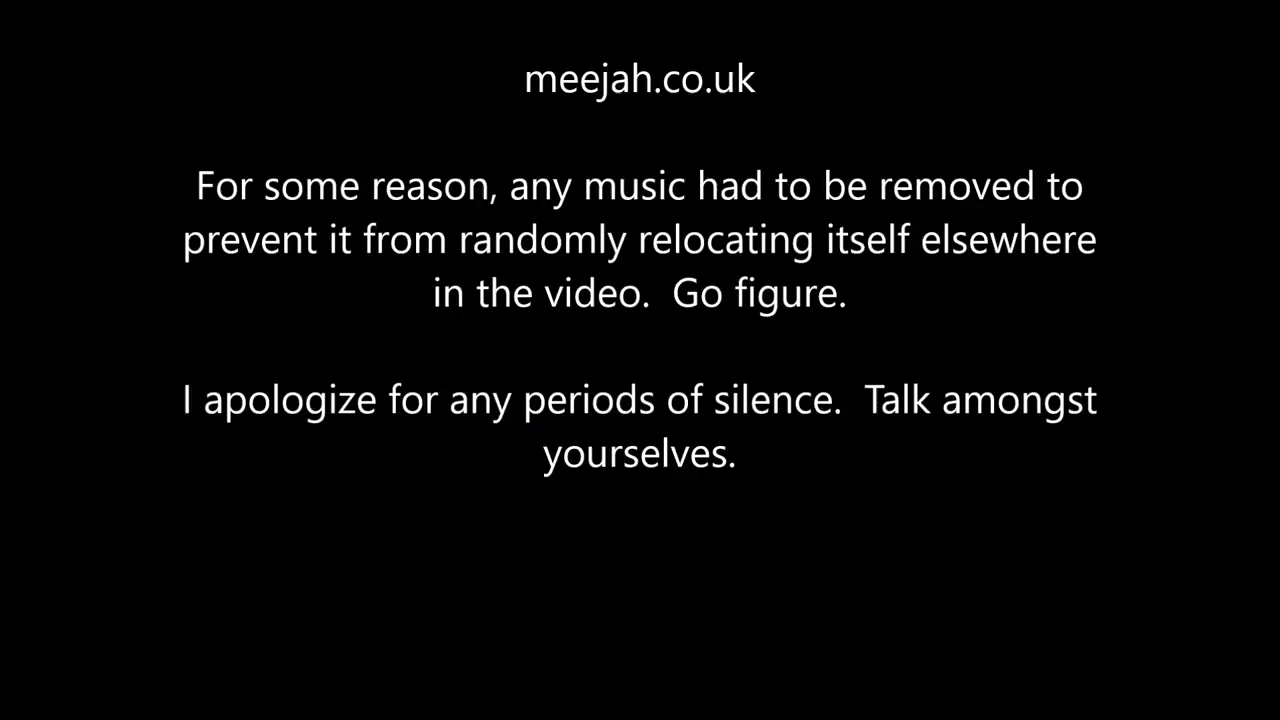 meejah.co.uk
For some reason, any music had to be removed to
prevent it from randomly relocating itself elsewhere
in the video.  Go figure.
I apologize for any periods of silence.  Talk amongst
yourselves.